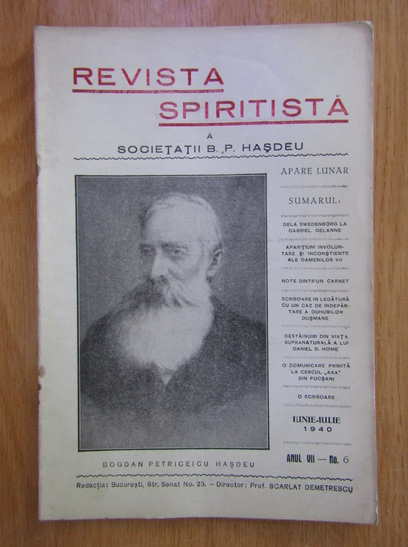 REVISTA
SPIRITISTĂ
A
SOCIETAȚII B. P. HAȘDEU
APARE LUNAR
SUMARUL:
DELA SWEDENBORG LA
GABRIEL DELANNE
APARIȚIUNI INVOLUN-
TARE ȘI INCONȘTIENTE
ALE OAMENILOR VII
NOTE DINTR'UN CARNET
SCRISOARE IN LEGĂTURĂ
CU UN CAZ DE INDEPĂR-
TARE A DUHURILOR
DUȘMANE
DESTĂINUIRI DIN VIAȚA
SUPRANATURALĂ A LUI
DANIEL D. HOME
O COMUNICARE PRIMITĂ
LA CERCUL „AXA"
DIN FOCȘANI
O SCRISOARE
IUNIE-IULIE
1940
ANUL VII — No. 6
BOGDAN PETRICEICU HAȘDEU
Redacția: București, Str, Senat No. 29. — Director: Prof. SCARLAT DEMETRESCU